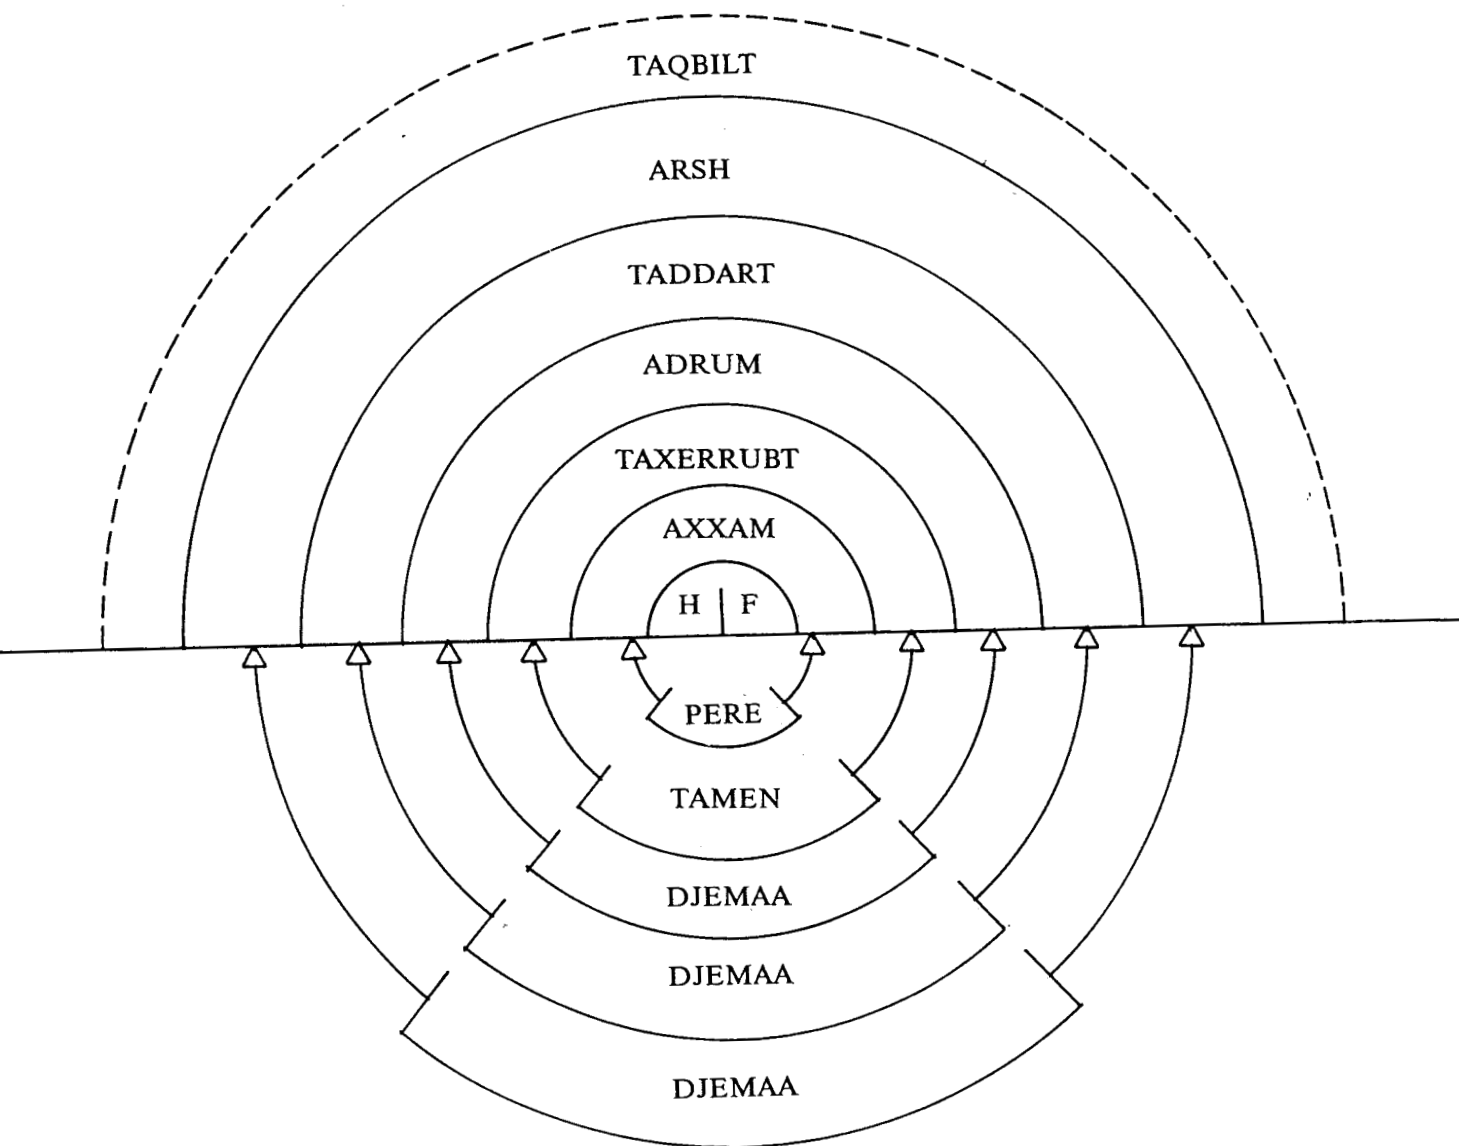 TAQBILT
ARSH
TADDART
ADRUM
TAXERRUBT
AXXAM
H F
PERE
TAMEN
DJEMAA
DJEMAA
DJEMAA